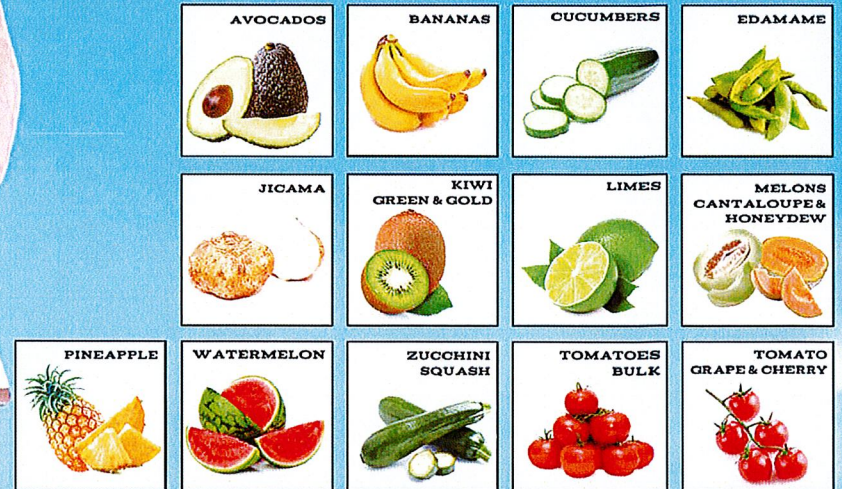 AVOCADOS
BANANAS
CUCUMBERS
EDAMAME
JICAMA
KIWI
GREEN & GOLD
LIMES
MELONS
CANTALOUPE &
HONEYDEW
PINEAPPLE
WATERMELON
ZUCCHINI
SQUASH
TOMATOES
BULK
TOMATO
GRAPE & CHERRY